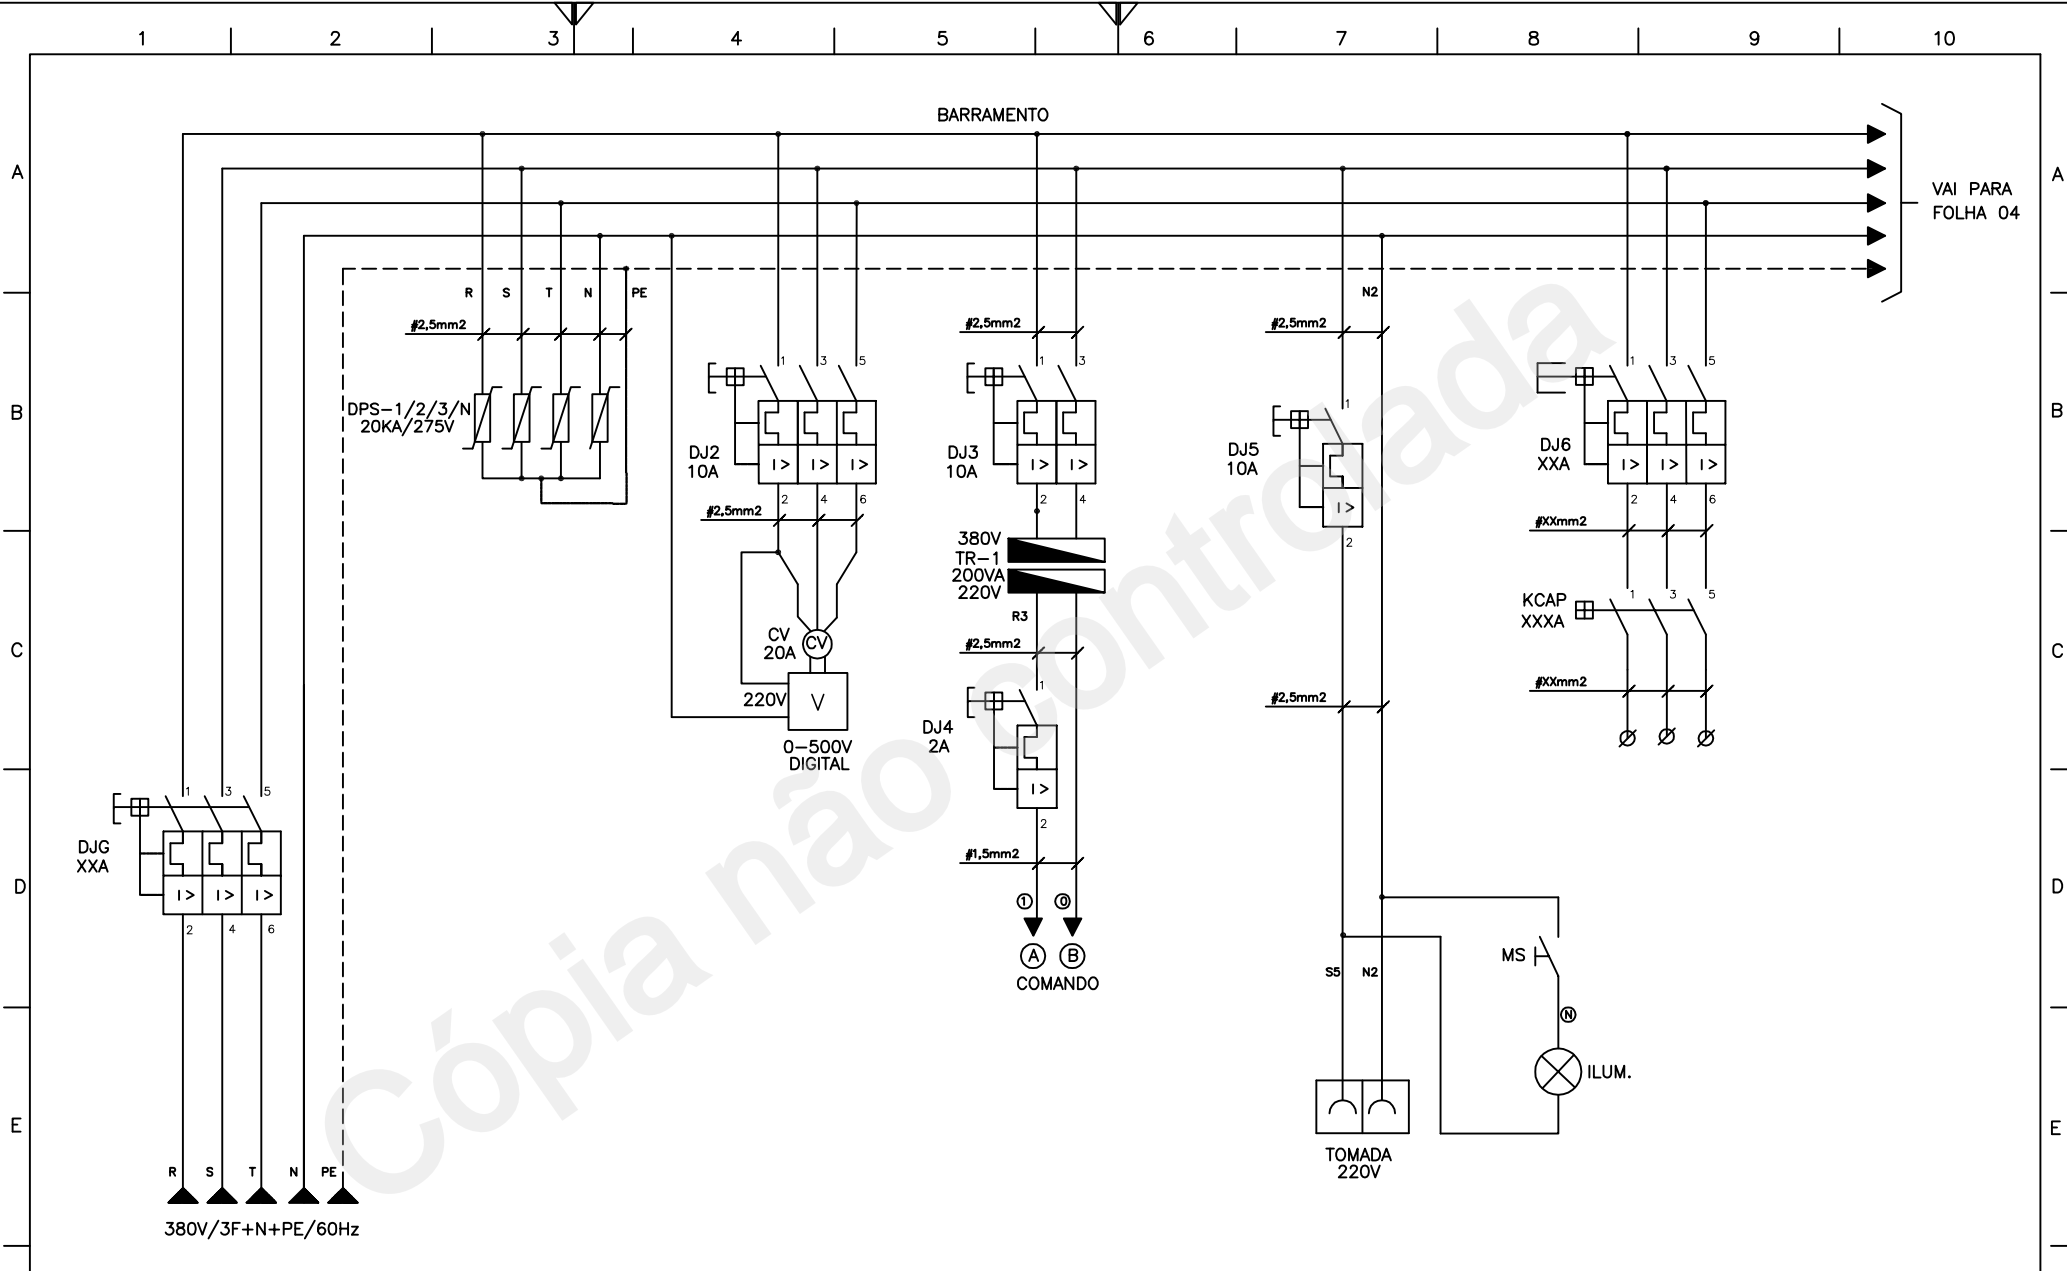 1 2 3 4 5 6 7 8 9 10
BARRAMENTO
A
A
VAI PARA
FOLHA 04
R S T N PE
N2
#2,5mm2
#2,5mm2
#2,5mm2
1 3 5
1 3
1 3 5
B
B
DPS-1/2/3/N
20KA/275V
DJ2
10A
I> I> I>
DJ3
10A
I> I>
1
DJ5
10A
I>
DJ6
XXA
I> I> I>
2 4 6
2 4
2 4 6
#2,5mm2
#XXmm2
2
380V
TR-1
200VA
220V
R3
KCAP
XXXA
1 3 5
C
C
CV
20A
CV
#2,5mm2
1
220V
V
#2,5mm2
#XXmm2
DJ4
2A
I>
0-500V
DIGITAL
2
1 3 5
DJG
XXA
I> I> I>
#1,5mm2
D
D
2 4 6
1 0
A B
COMANDO
MS
S5 N2
N
ILUM.
E
E
TOMADA
220V
R S T N PE
380V/3F+N+PE/60Hz
Cópia não controlada